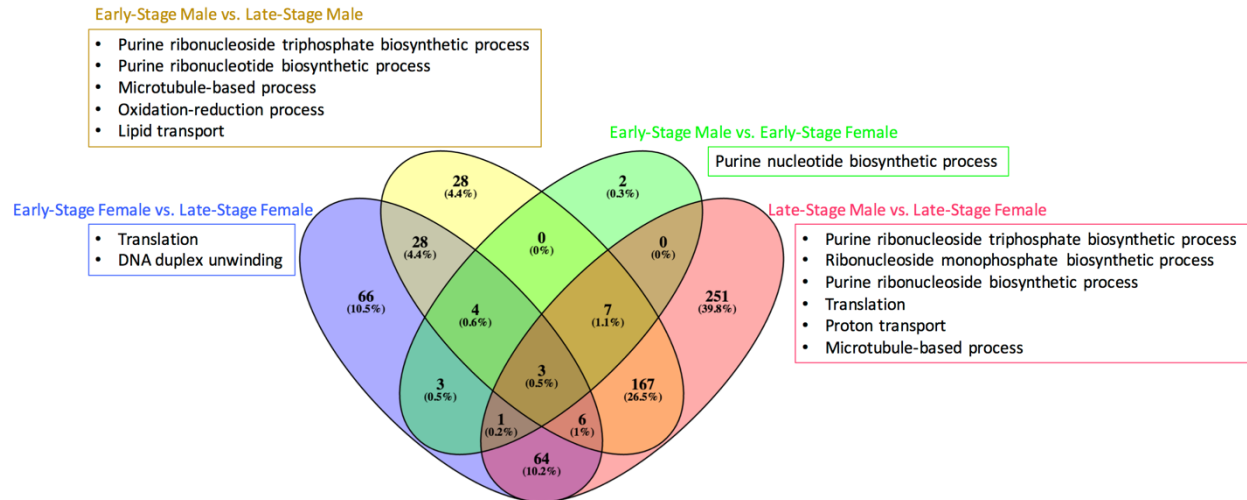 Early-Stage Male vs. Late-Stage Male
• Purine ribonucleoside triphosphate biosynthetic process
• Purine ribonucleotide biosynthetic process
• Microtubule-based process
• Oxidation-reduction process
• Lipid transport
Early-Stage Male vs. Early-Stage Female
Purine nucleotide biosynthetic process
Early-Stage Female vs. Late-Stage Female
• Translation
• DNA duplex unwinding
Late-Stage Male vs. Late-Stage Female
• Purine ribonucleoside triphosphate biosynthetic process
• Ribonucleoside monophosphate biosynthetic process
• Purine ribonucleoside biosynthetic process
• Translation
• Proton transport
• Microtubule-based process
28
(4.4%)
2
(0.3%)
28
(4.4%)
0
(0%)
0
(0%)
66
(10.5%)
4
(0.6%)
7
(1.1%)
251
(39.8%)
3
(0.5%)
3
(0.5%)
167
(26.5%)
1
(0.2%)
6
(1%)
64
(10.2%)